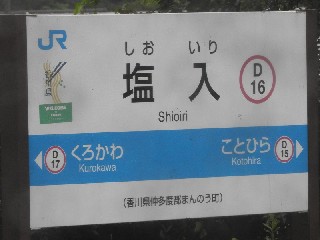 JR
しおいり
塩入
D
16
Shioiri
D
17
くろかわ
Kurokawa
ことひら
Kotohira
D
15
(香川県仲多度郡まんのう町)